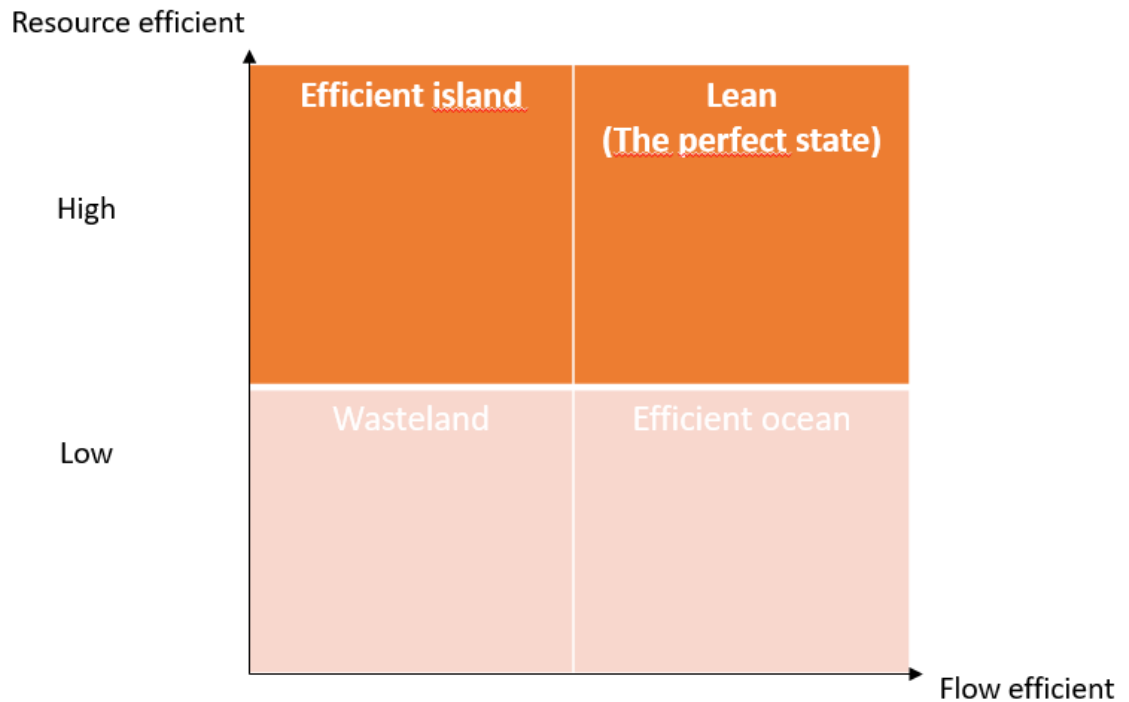 Resource efficient
Efficient island
Lean
(The perfect state)
High
Wasteland
Efficient ocean
Low
Flow efficient